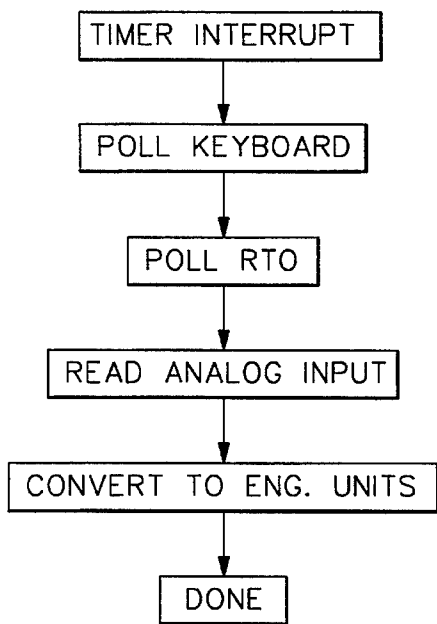 TIMER INTERRUPT
POLL KEYBOARD
POLL RTO
READ ANALOG INPUT
CONVERT TO ENG. UNITS
DONE